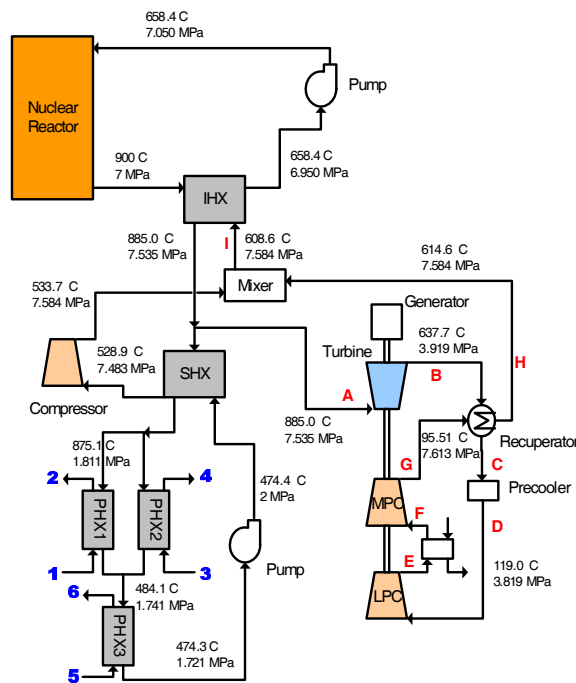 658.4 C
7.050 MPa
Nuclear
Reactor
Pump
900 C
7 MPa
658.4 C
6.950 MPa
IHX
885.0 C
7.535 MPa
I
608.6 C
7.584 MPa
614.6 C
7.584 MPa
533.7 C
7.584 MPa
Mixer
Generator
637.7 C
3.919 MPa
Turbine
H
528.9 C
7.483 MPa
SHX
A
B
Compressor
885.0 C
7.535 MPa
95.51 C
7.613 MPa
Recuperator
G
C
875.1 C
1.811 MPa
2
4
474.4 C
2 MPa
Precooler
PHX1
PHX2
MPC
F
D
Pump
1
3
E
119.0 C
3.819 MPa
484.1 C
1.741 MPa
6
LPC
PHX3
474.3 C
1.721 MPa
5